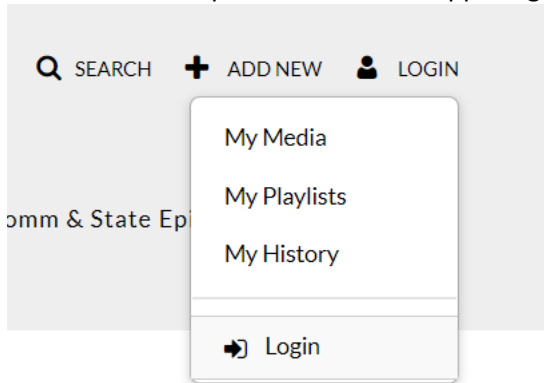 SEARCH ADD NEW LOGIN
My Media
My Playlists
omm & State Epi
My History
Login